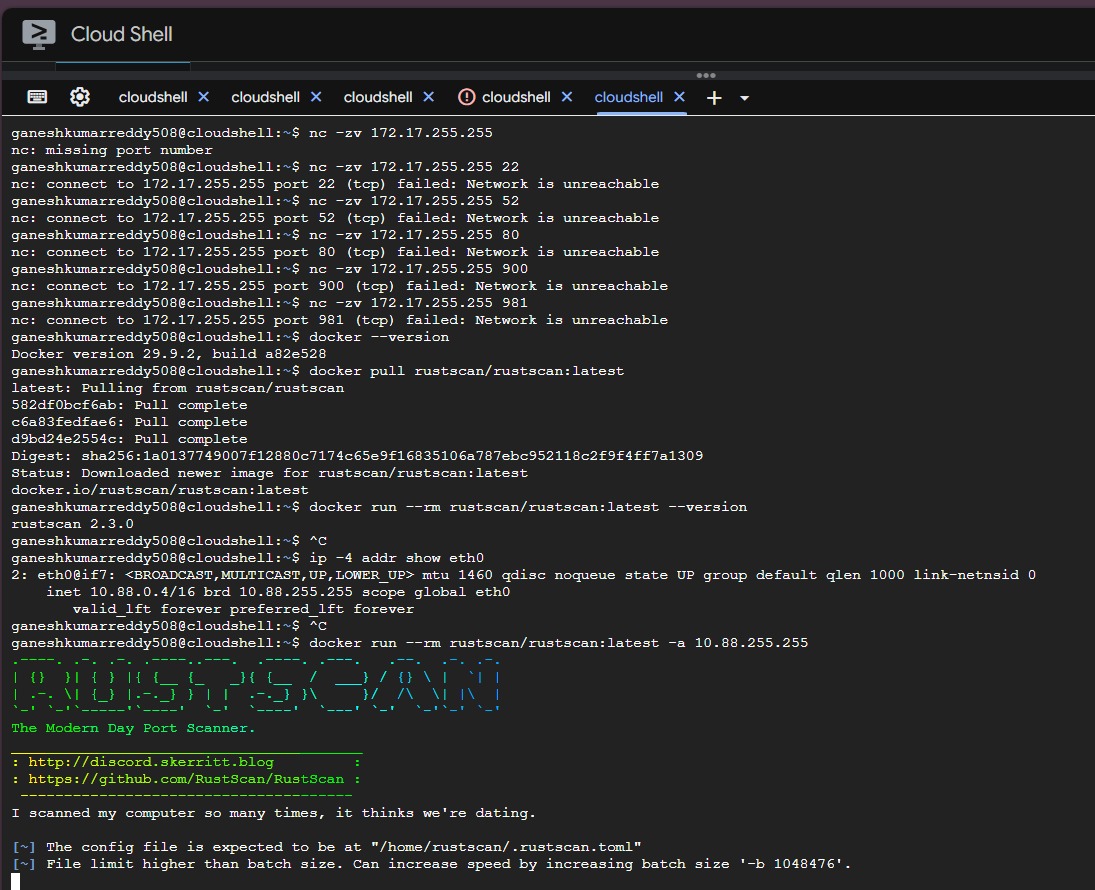 Cloud Shell
cloudshell cloudshell cloudshell cloudshell cloudshell
ganeshkumarreddy508@cloudshell:~$ nc -zv 172.17.255.255
nc: missing port number
ganeshkumarreddy508@cloudshell:~$ nc -zv 172.17.255.255 22
nc: connect to 172.17.255.255 port 22 (tcp) failed: Network is unreachable
ganeshkumarreddy508@cloudshell:~$ nc -zv 172.17.255.255 52
nc: connect to 172.17.255.255 port 52 (tcp) failed: Network is unreachable
ganeshkumarreddy508@cloudshell:~$ nc -zv 172.17.255.255 80
nc: connect to 172.17.255.255 port 80 (tcp) failed: Network is unreachable
ganeshkumarreddy508@cloudshell:~$ nc -zv 172.17.255.255 900
nc: connect to 172.17.255.255 port 900 (tcp) failed: Network is unreachable
ganeshkumarreddy508@cloudshell:~$ nc -zv 172.17.255.255 981
nc: connect to 172.17.255.255 port 981 (tcp) failed: Network is unreachable
ganeshkumarreddy508@cloudshell:~$ docker --version
Docker version 29.9.2, build a82e528
ganeshkumarreddy508@cloudshell:~$ docker pull rustscan/rustscan:latest
latest: Pulling from rustscan/rustscan
582df0bcf6ab: Pull complete
c6a83fedfae6: Pull complete
d9bd24e2554c: Pull complete
Digest: sha256:1a0137749007f12880c7174c65e9f16835106a787ebc952118c2f9f4ff7a1309
Status: Downloaded newer image for rustscan/rustscan:latest
docker.io/rustscan/rustscan:latest
ganeshkumarreddy508@cloudshell:~$ docker run --rm rustscan/rustscan:latest --version
rustscan 2.3.0
ganeshkumarreddy508@cloudshell:~$ ^C
ganeshkumarreddy508@cloudshell:~$ ip -4 addr show eth0
2: eth0@if7: <BROADCAST,MULTICAST,UP,LOWER_UP> mtu 1460 qdisc noqueue state UP group default qlen 1000 link-netnsid 0
    inet 10.88.0.4/16 brd 10.88.255.255 scope global eth0
       valid_lft forever preferred_lft forever
ganeshkumarreddy508@cloudshell:~$ ^C
ganeshkumarreddy508@cloudshell:~$ docker run --rm rustscan/rustscan:latest -a 10.88.255.255
.----. .-. .-. .----..---.  .----. .---.   .--.  .-. .-.
| {}  }| { } |{ {__ {_   _}{ {__  /  ___} / {} \ |  `| |
| .-. \| {_} |.-._} } | |  .-._} }\     }/  /\  \| |\  |
`-' `-'`-----'`----'  `-'  `----'  `---' `-'  `-'`-' `-'
The Modern Day Port Scanner.
________________________________________
: http://discord.skerritt.blog         :
: https://github.com/RustScan/RustScan :
 --------------------------------------
I scanned my computer so many times, it thinks we're dating.
[~] The config file is expected to be at "/home/rustscan/.rustscan.toml"
[~] File limit higher than batch size. Can increase speed by increasing batch size '-b 1048476'.